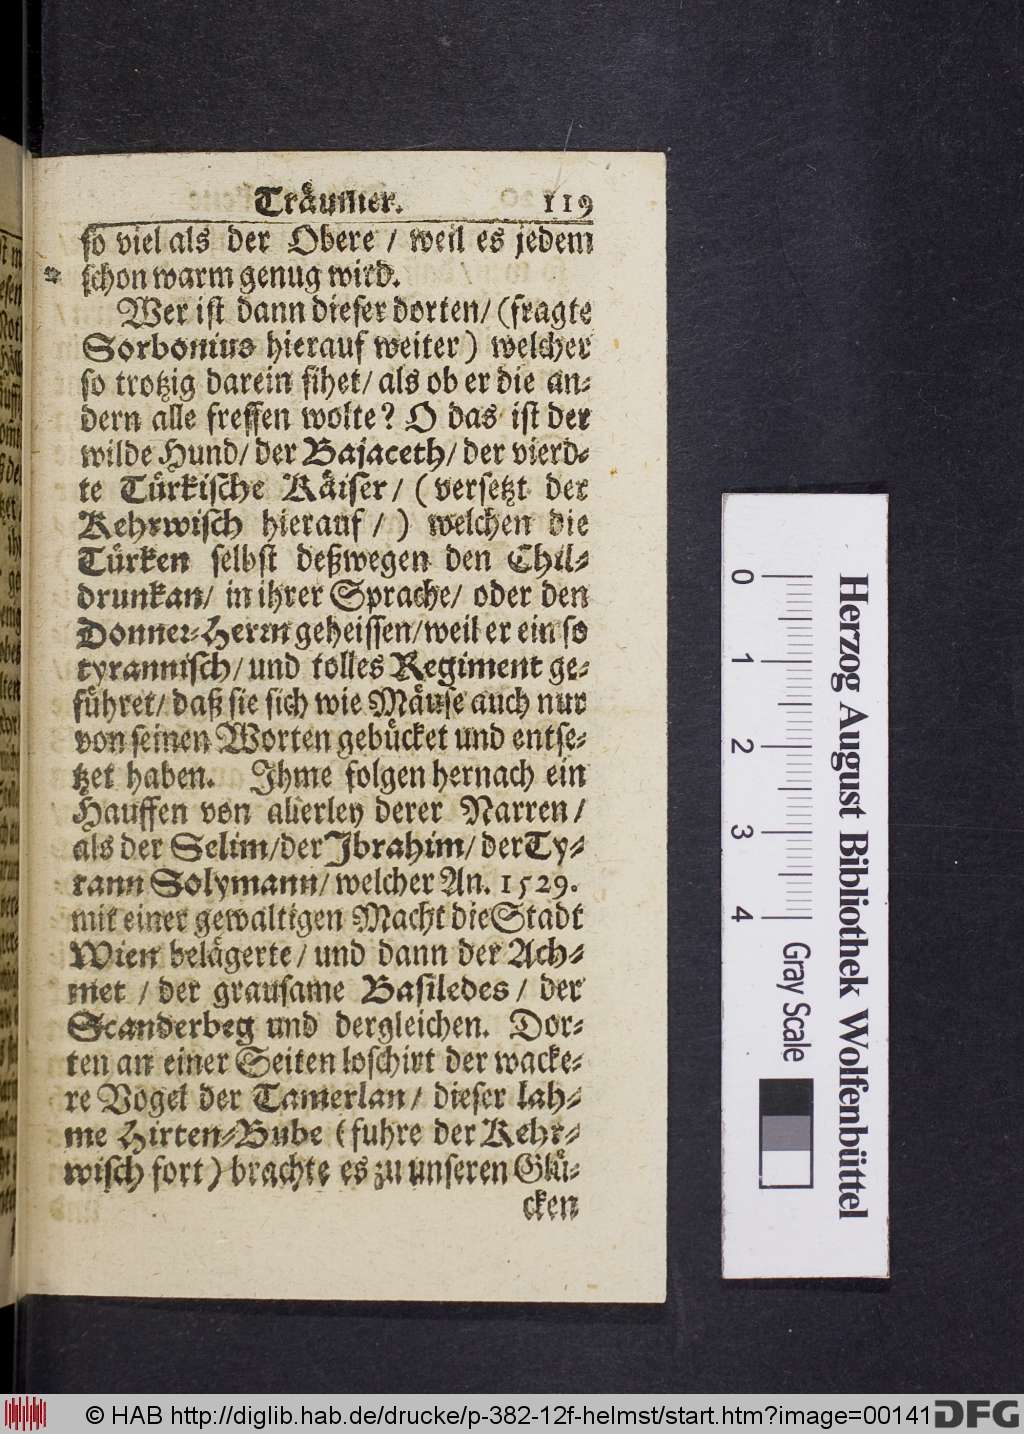 Träumer. 119
so viel als der Obere / weil es jedem
schon warm genug wird.
Wer ist dann dieser dorten/ (fragte
Sorbonius hierauf weiter) welcher
so trotzig darein sihet/ als ob er die an-
dern alle fressen wolte? O das ist der
wilde Hund/ der Bajaceth/ der vierd-
te Türkische Käiser/ (versetzt der
Kehrwisch hierauf/) welchen die
Türken selbst deßwegen den Chil-
drunkan/ in ihrer Sprache/ oder den
Donner-Herrn geheissen/weil er ein so
tyrannisch/ und tolles Regiment ge-
führet/ daß sie sich wie Mäuse auch nur
von seinen Worten gebücket und entse-
tzet haben. Ihme folgen hernach ein
Hauffen von allerley derer Narren/
als der Selim/der Ibrahim/ der Ty-
rann Solymann/ welcher An. 1529.
mit einer gewaltigen Macht die Stadt
Wien belägerte/ und dann der Ach-
met / der grausame Basiledes/ der
Scanderbeg und dergleichen. Dor-
ten an einer Seiten loschirt der wacke-
re Vogel der Tamerlan/ dieser lah-
me Hirten-Bube (fuhre der Kehr-
wisch fort) brachte es zu unseren Glü-
cken
Herzog August Bibliothek Wolfenbüttel
0 1 2 3 4 Gray Scale
© HAB http://diglib.hab.de/drucke/p-382-12f-helmst/start.htm?image=00141 DFG